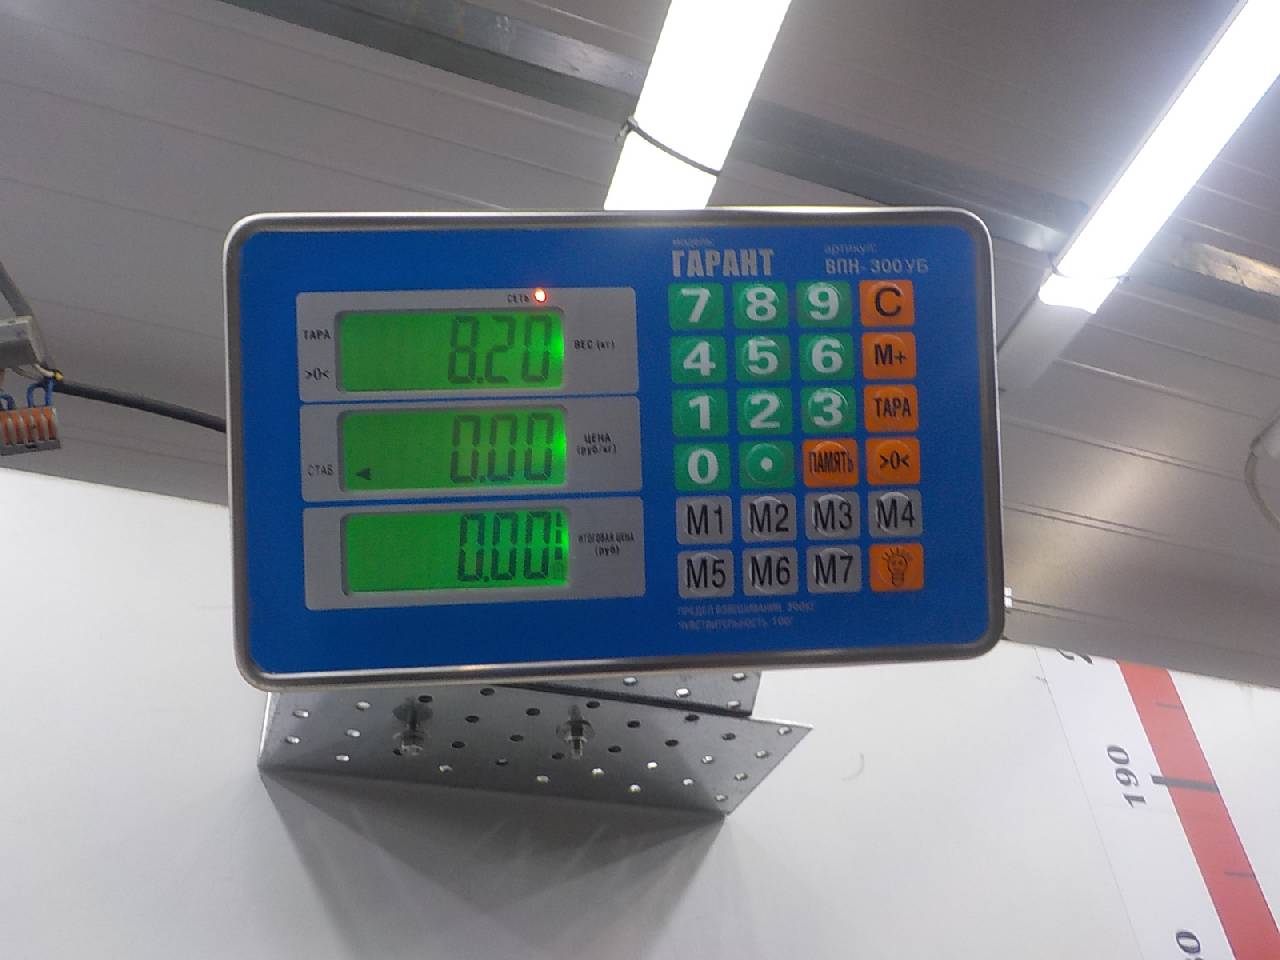 модель:
ГАРАНТ
артикул:
ВПН-300УБ
СЕТЬ
ТАРА
>0<
8.20
ВЕС (кг)
СТАБ
0.00
ЦЕНА
(руб/кг)
0.00
ИТОГОВАЯ ЦЕНА
(руб)
7 8 9 C
4 5 6 M+
1 2 3 ТАРА
0 . ПАМЯТЬ >0<
M1 M2 M3 M4
M5 M6 M7
ПРЕДЕЛ ВЗВЕШИВАНИЯ 300кг
ЧУВСТВИТЕЛЬНОСТЬ 100г
190